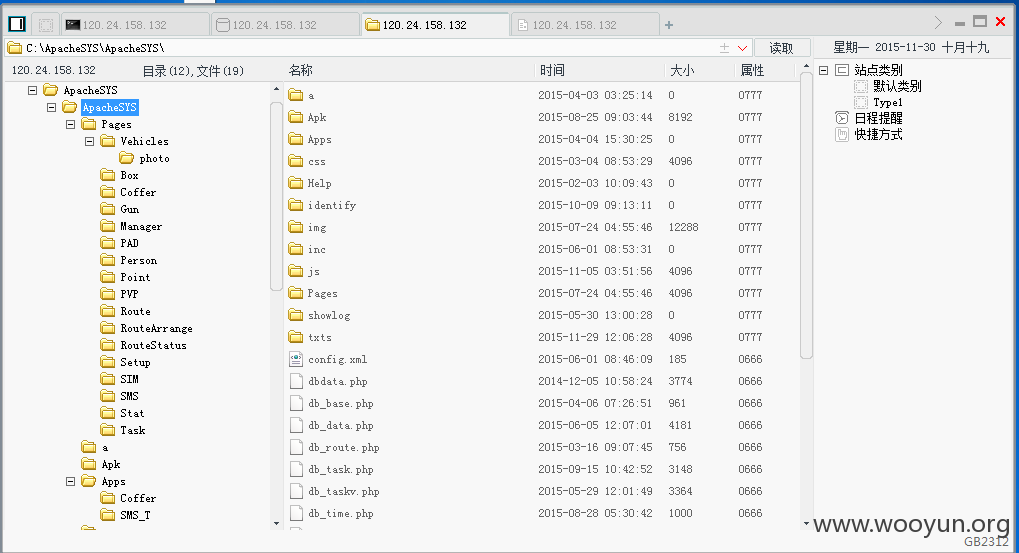 120.24.158.132
120.24.158.132
120.24.158.132
120.24.158.132
C:\ApacheSYS\ApacheSYS\
读取
星期一 2015-11-30 十月十九
120.24.158.132
目录(12),文件(19)
名称 时间 大小 属性
ApacheSYS
ApacheSYS
Pages
Vehicles
photo
Box
Coffer
Gun
Manager
PAD
Person
Point
PVP
Route
RouteArrange
RouteStatus
Setup
SIM
SMS
Stat
Task
a
Apk
Apps
Coffer
SMS_T
a 2015-04-03 03:25:14 0 0777
Apk 2015-08-25 09:03:44 8192 0777
Apps 2015-04-04 15:30:25 0 0777
css 2015-03-04 08:53:29 4096 0777
Help 2015-02-03 10:09:43 0 0777
identify 2015-10-09 09:13:11 0 0777
img 2015-07-24 04:55:46 12288 0777
inc 2015-06-01 08:53:31 0 0777
js 2015-11-05 03:51:56 4096 0777
Pages 2015-07-24 04:55:46 4096 0777
showlog 2015-05-30 13:00:28 0 0777
txts 2015-11-29 12:06:28 4096 0777
config.xml 2015-06-01 08:46:09 185 0666
dbdata.php 2014-12-05 10:58:24 3774 0666
db_base.php 2015-04-06 07:26:51 961 0666
db_data.php 2015-06-05 12:07:01 4181 0666
db_route.php 2015-03-16 09:07:45 756 0666
db_task.php 2015-09-15 10:42:52 3148 0666
db_taskv.php 2015-05-29 12:01:49 3364 0666
db_time.php 2015-08-28 05:30:42 1000 0666
站点类别
默认类别
Type1
日程提醒
快捷方式
www.wooyun.org
GB2312